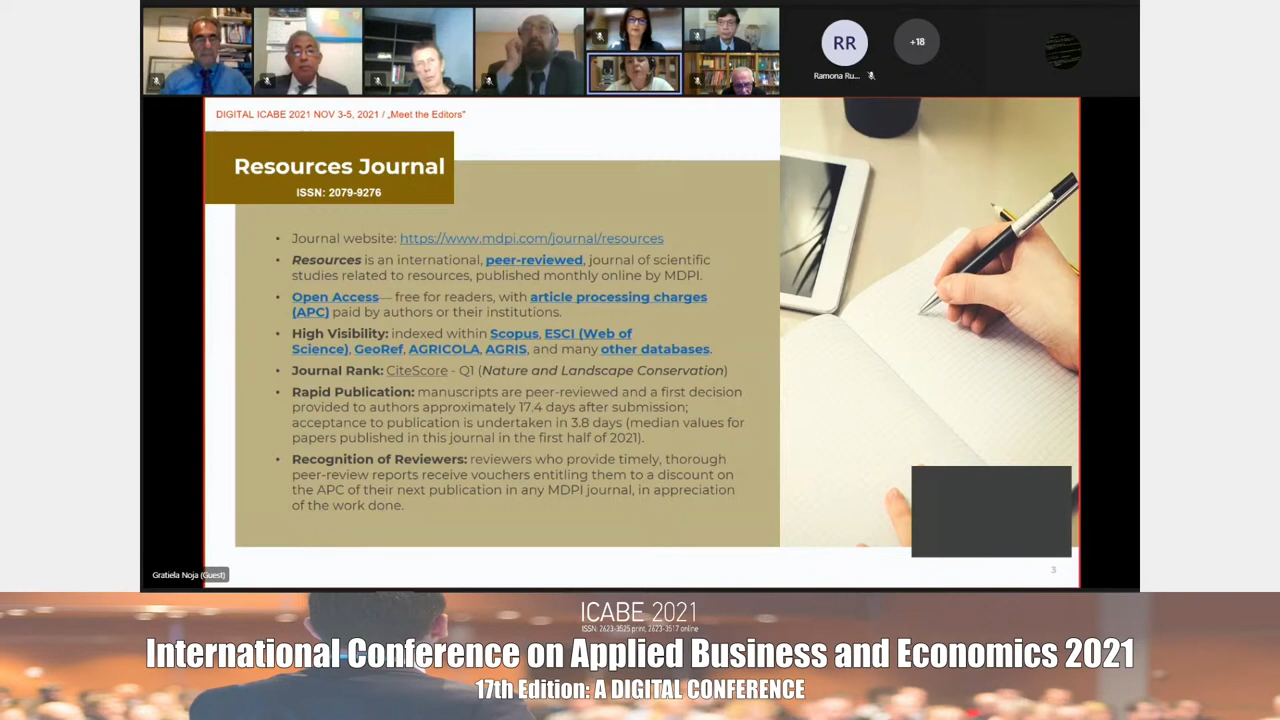 RR
+18
Ramona Ru...
DIGITAL ICABE 2021 NOV 3-5, 2021 / „Meet the Editors"
Resources Journal
ISSN: 2079-9276
• Journal website: https://www.mdpi.com/journal/resources
• Resources is an international, peer-reviewed, journal of scientific
studies related to resources, published monthly online by MDPI.
• Open Access— free for readers, with article processing charges
(APC) paid by authors or their institutions.
• High Visibility: indexed within Scopus, ESCI (Web of
Science), GeoRef, AGRICOLA, AGRIS, and many other databases.
• Journal Rank: CiteScore - Q1 (Nature and Landscape Conservation)
• Rapid Publication: manuscripts are peer-reviewed and a first decision
provided to authors approximately 17.4 days after submission;
acceptance to publication is undertaken in 3.8 days (median values for
papers published in this journal in the first half of 2021).
• Recognition of Reviewers: reviewers who provide timely, thorough
peer-review reports receive vouchers entitling them to a discount on
the APC of their next publication in any MDPI journal, in appreciation
of the work done.
3
Gratiela Noja (Guest)
ICABE 2021
ISSN: 2623-3525 print, 2623-3517 online
International Conference on Applied Business and Economics 2021
17th Edition: A DIGITAL CONFERENCE